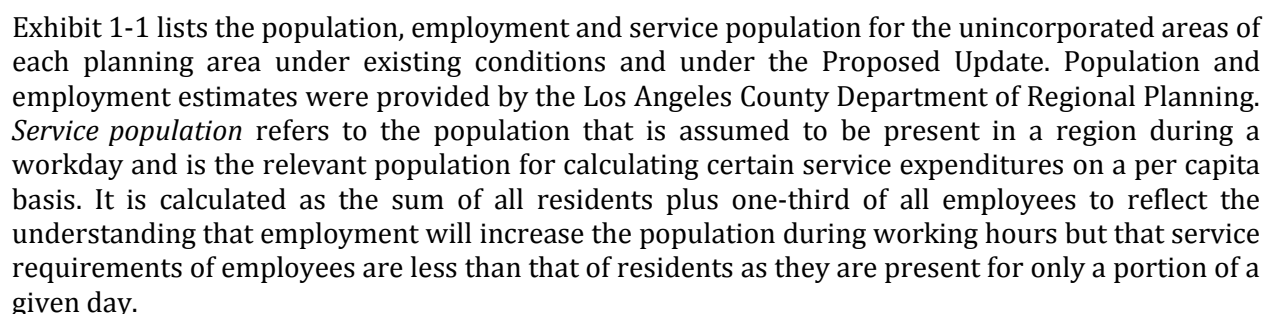 Exhibit 1-1 lists the population, employment and service population for the unincorporated areas of
each planning area under existing conditions and under the Proposed Update. Population and
employment estimates were provided by the Los Angeles County Department of Regional Planning.
Service population refers to the population that is assumed to be present in a region during a
workday and is the relevant population for calculating certain service expenditures on a per capita
basis. It is calculated as the sum of all residents plus one-third of all employees to reflect the
understanding that employment will increase the population during working hours but that service
requirements of employees are less than that of residents as they are present for only a portion of a
given day.